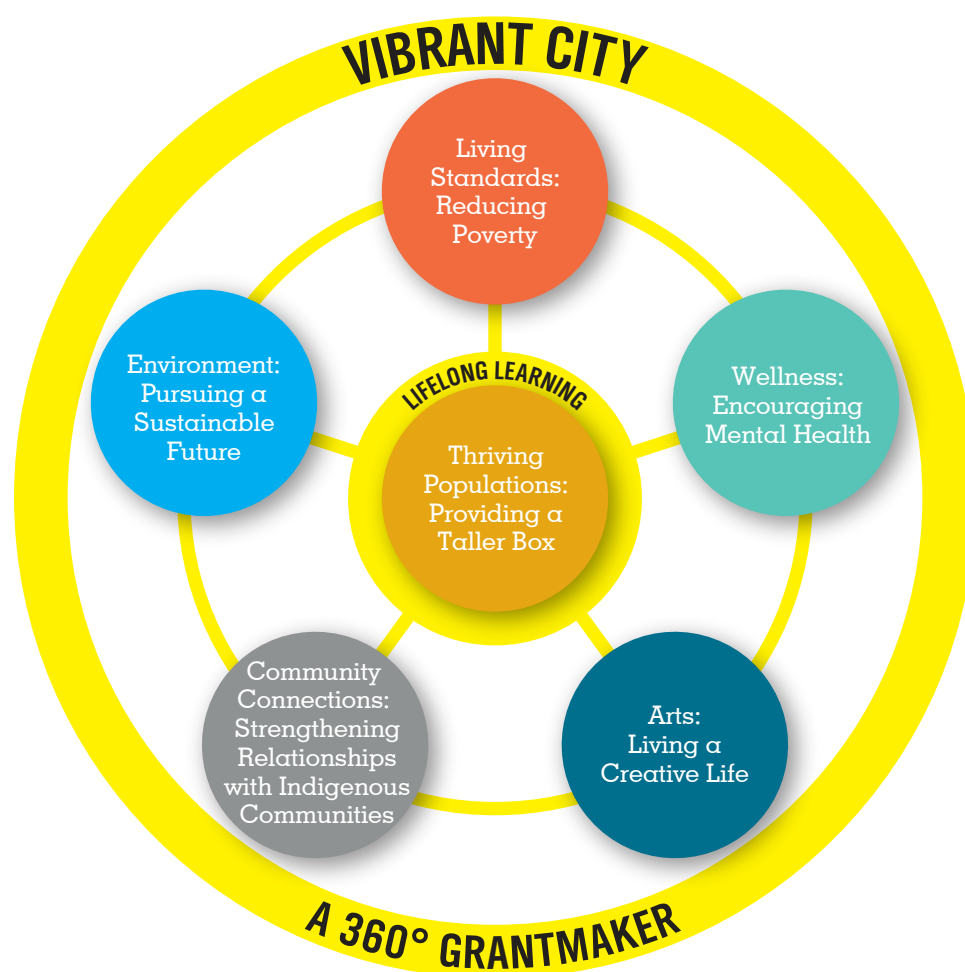 VIBRANT CITY
Living
Standards:
Reducing
Poverty
Environment:
Pursuing a
Sustainable
Future
Wellness:
Encouraging
Mental Health
LIFELONG LEARNING
Thriving
Populations:
Providing a
Taller Box
Community
Connections:
Strengthening
Relationships
with Indigenous
Communities
Arts:
Living a
Creative Life
A 360° GRANTMAKER